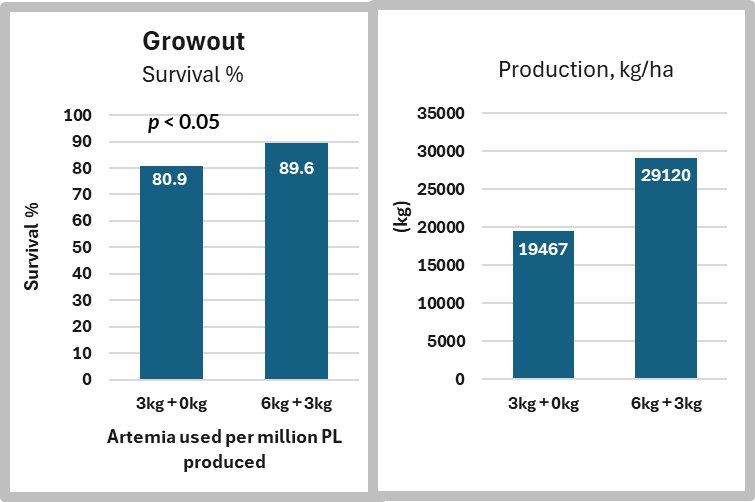 Growout
Survival %
p < 0.05
Survival %
100
90
80
70
60
50
40
30
20
10
0
80.9
89.6
3kg + 0kg
6kg + 3kg
Artemia used per million PL
produced
Production, kg/ha
(kg)
35000
30000
25000
20000
15000
10000
5000
0
19467
29120
3kg + 0kg
6kg + 3kg